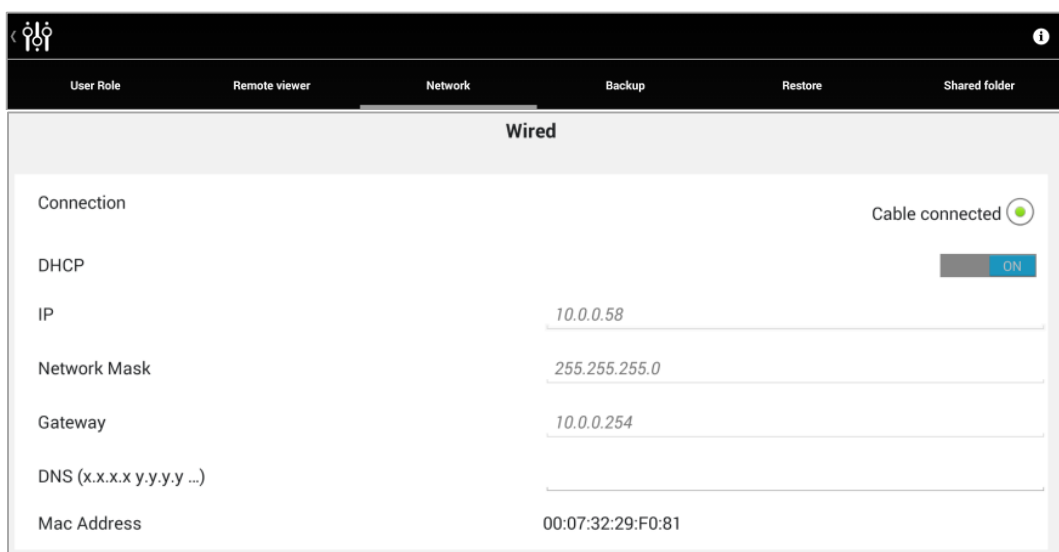 User Role Remote viewer Network Backup Restore Shared folder
Wired
Connection Cable connected
DHCP ON
IP 10.0.0.58
Network Mask 255.255.255.0
Gateway 10.0.0.254
DNS (x.x.x.x y.y.y.y ...)
Mac Address 00:07:32:29:F0:81